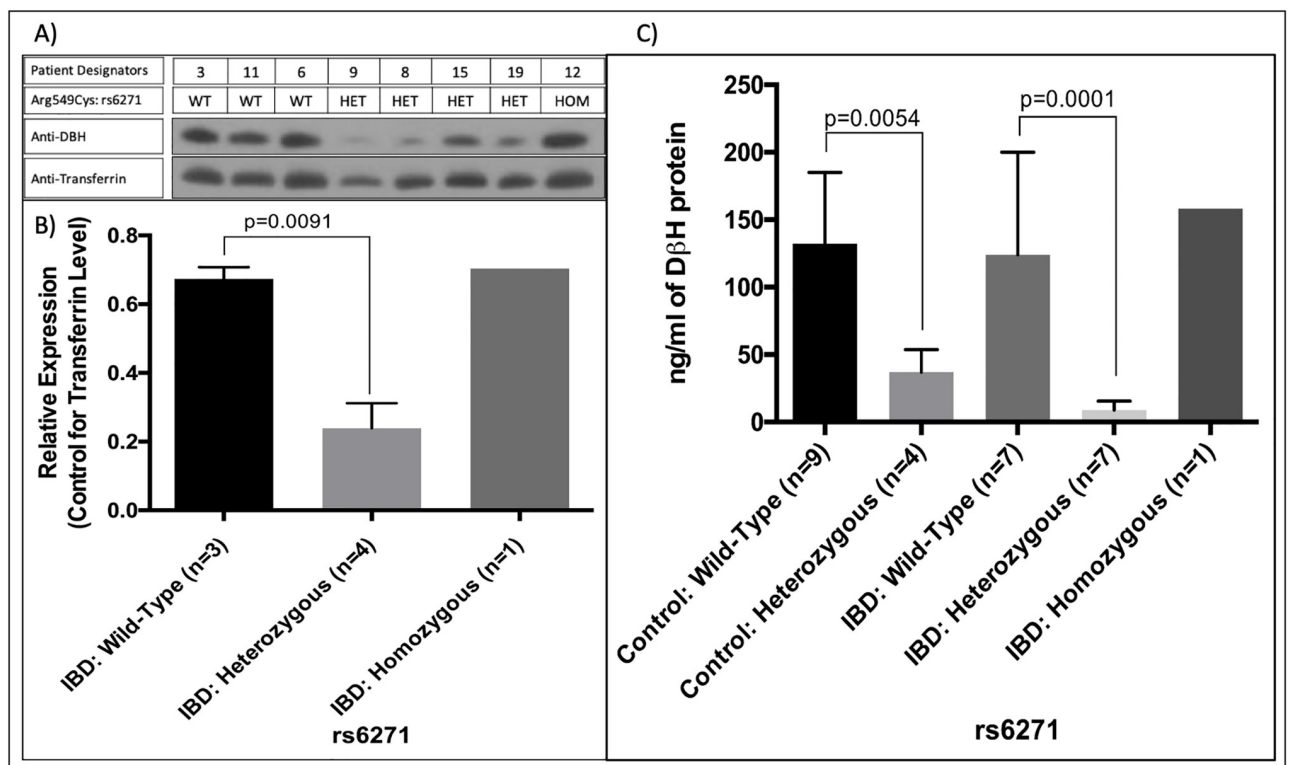 A)
Patient Designators 3 11 6 9 8 15 19 12
Arg549Cys: rs6271 WT WT WT HET HET HET HET HOM
Anti-DBH
Anti-Transferrin
B)
p=0.0091
Relative Expression
(Control for Transferrin Level)
0.8
0.6
0.4
0.2
0.0
IBD: Wild-Type (n=3)
IBD: Heterozygous (n=4)
IBD: Homozygous (n=1)
rs6271
C)
p=0.0054
p=0.0001
ng/ml of DβH protein
250
200
150
100
50
0
Control: Wild-Type (n=9)
Control: Heterozygous (n=4)
IBD: Wild-Type (n=7)
IBD: Heterozygous (n=7)
IBD: Homozygous (n=1)
rs6271